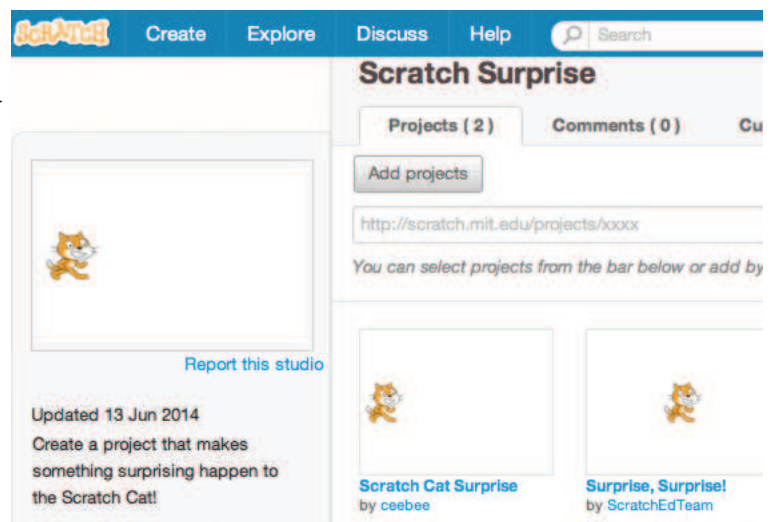 SCRATCH Create Explore Discuss Help Search
Scratch Surprise
Projects ( 2 ) Comments ( 0 ) Cu
Add projects
http://scratch.mit.edu/projects/xxxx
You can select projects from the bar below or add by
Report this studio
Updated 13 Jun 2014
Create a project that makes
something surprising happen to
the Scratch Cat!
Scratch Cat Surprise
by ceebee
Surprise, Surprise!
by ScratchEdTeam